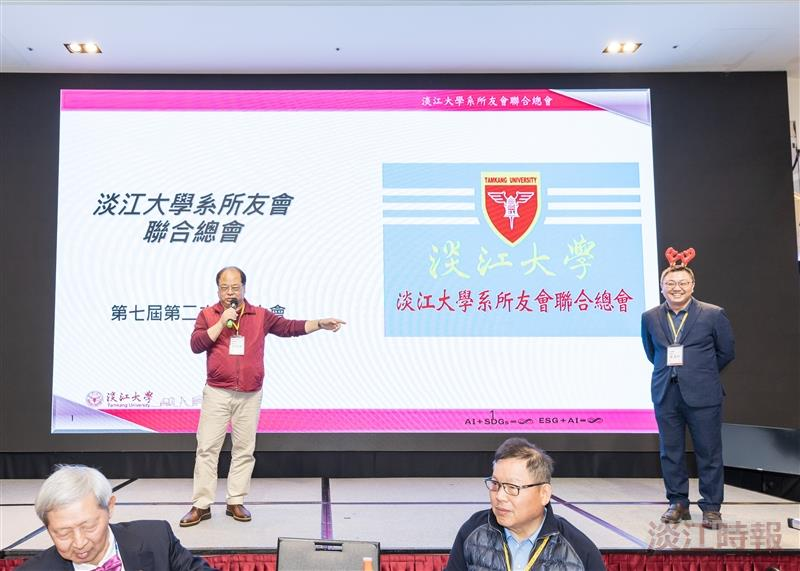 淡江大學系所友會聯合總會
淡江大學系所友會
聯合總會
第七屆第二
會
TAMKANG UNIVERSITY
淡江大學
淡江大學系所友會聯合總會
淡江大學
Tamkang University
1
1
AI+SDGs=∞ ESG+AI=∞
淡江時報